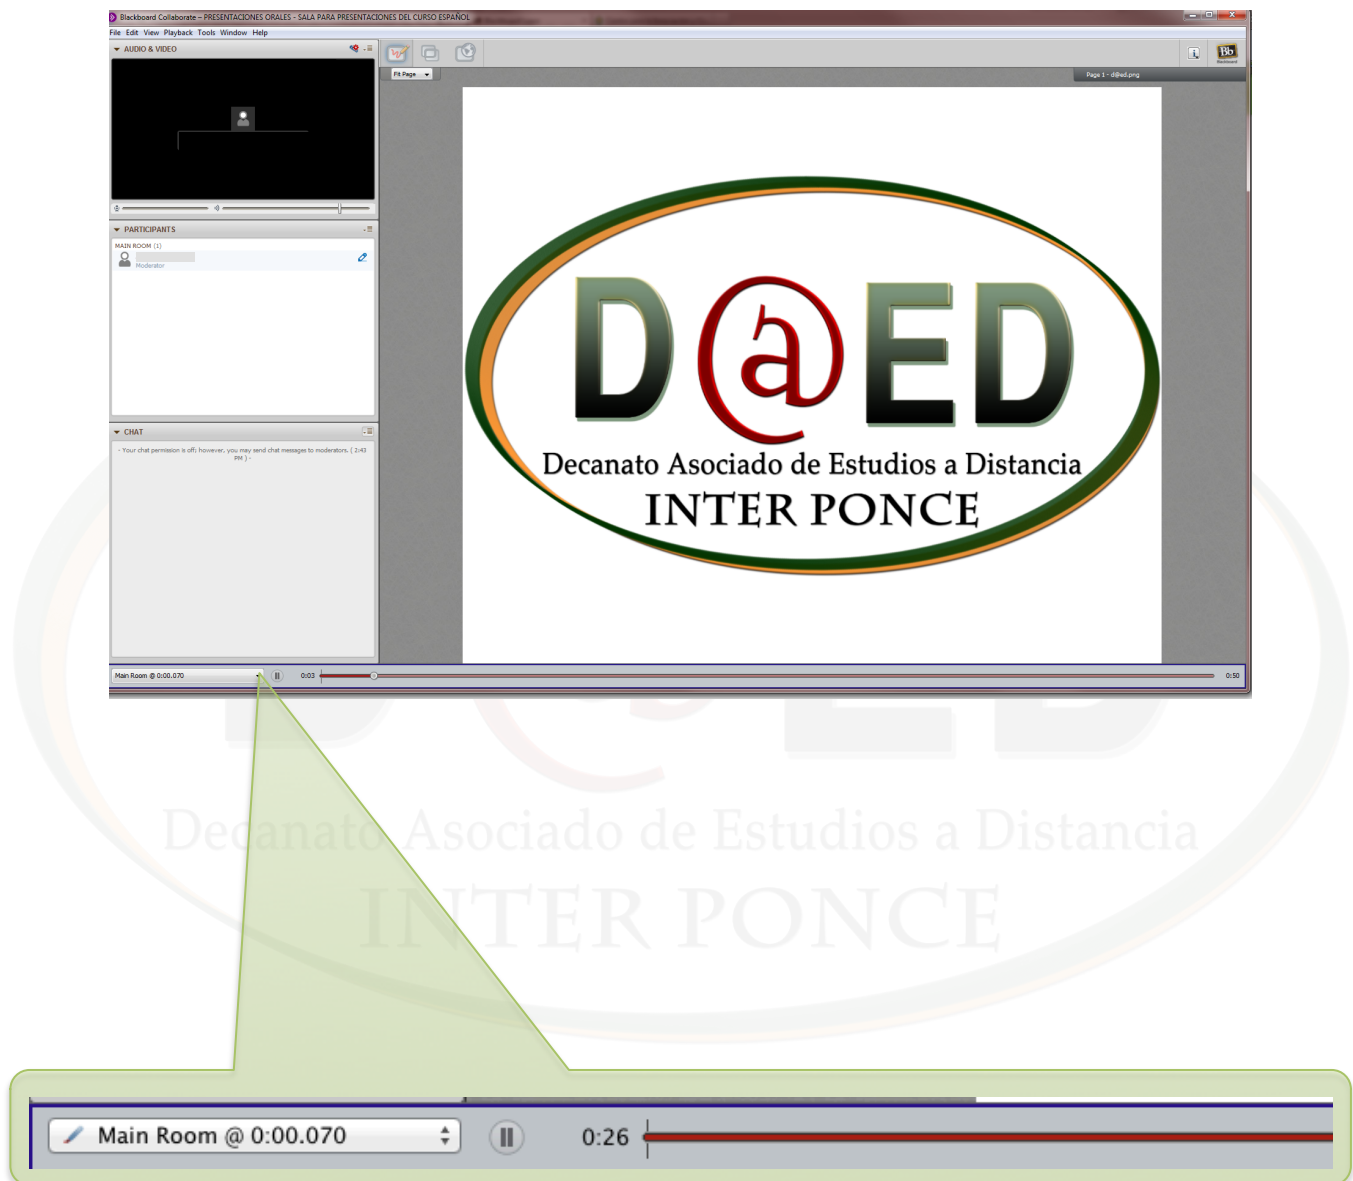 Blackboard Collaborate – PRESENTACIONES ORALES - SALA PARA PRESENTACIONES DEL CURSO ESPAÑOL
File Edit View Playback Tools Window Help
AUDIO & VIDEO
Fit Page
Page 1 - d@ed.png
Bb
Blackboard
PARTICIPANTS
MAIN ROOM (1)
Moderator
CHAT
- Your chat permission is off; however, you may send chat messages to moderators. ( 2:43
PM ) -
D@ED
Decanato Asociado de Estudios a Distancia
INTER PONCE
Main Room @ 0:00.070
0:03
0:50
D@ED
Decanato Asociado de Estudios a Distancia
INTER PONCE
Main Room @ 0:00.070
0:26